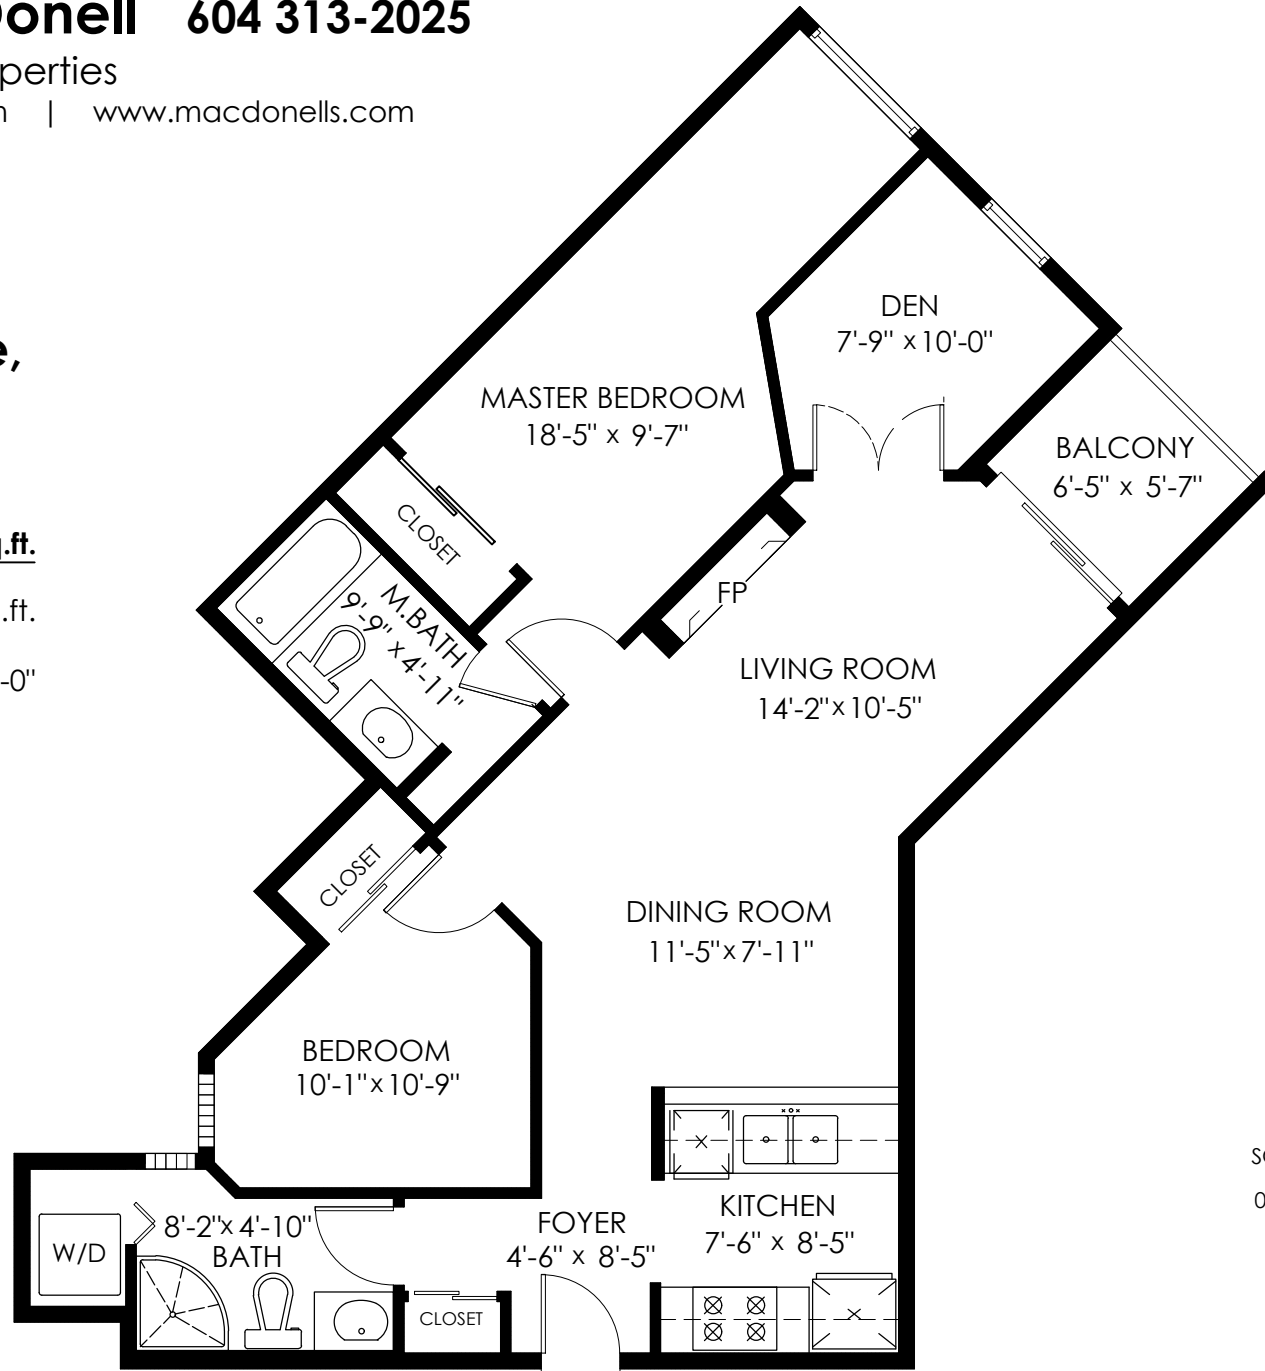 Donell 604 313-2025
perties
| www.macdonells.com
e,
DEN
7'-9" x 10'-0"
MASTER BEDROOM
18'-5" x 9'-7"
BALCONY
6'-5" x 5'-7"
CLOSET
.ft.
.ft.
-0"
M.BATH
9'-9" x 4'-11"
FP
LIVING ROOM
14'-2" x 10'-5"
CLOSET
DINING ROOM
11'-5" x 7'-11"
BEDROOM
10'-1" x 10'-9"
KITCHEN
7'-6" x 8'-5"
FOYER
4'-6" x 8'-5"
8'-2" x 4'-10"
BATH
W/D
CLOSET